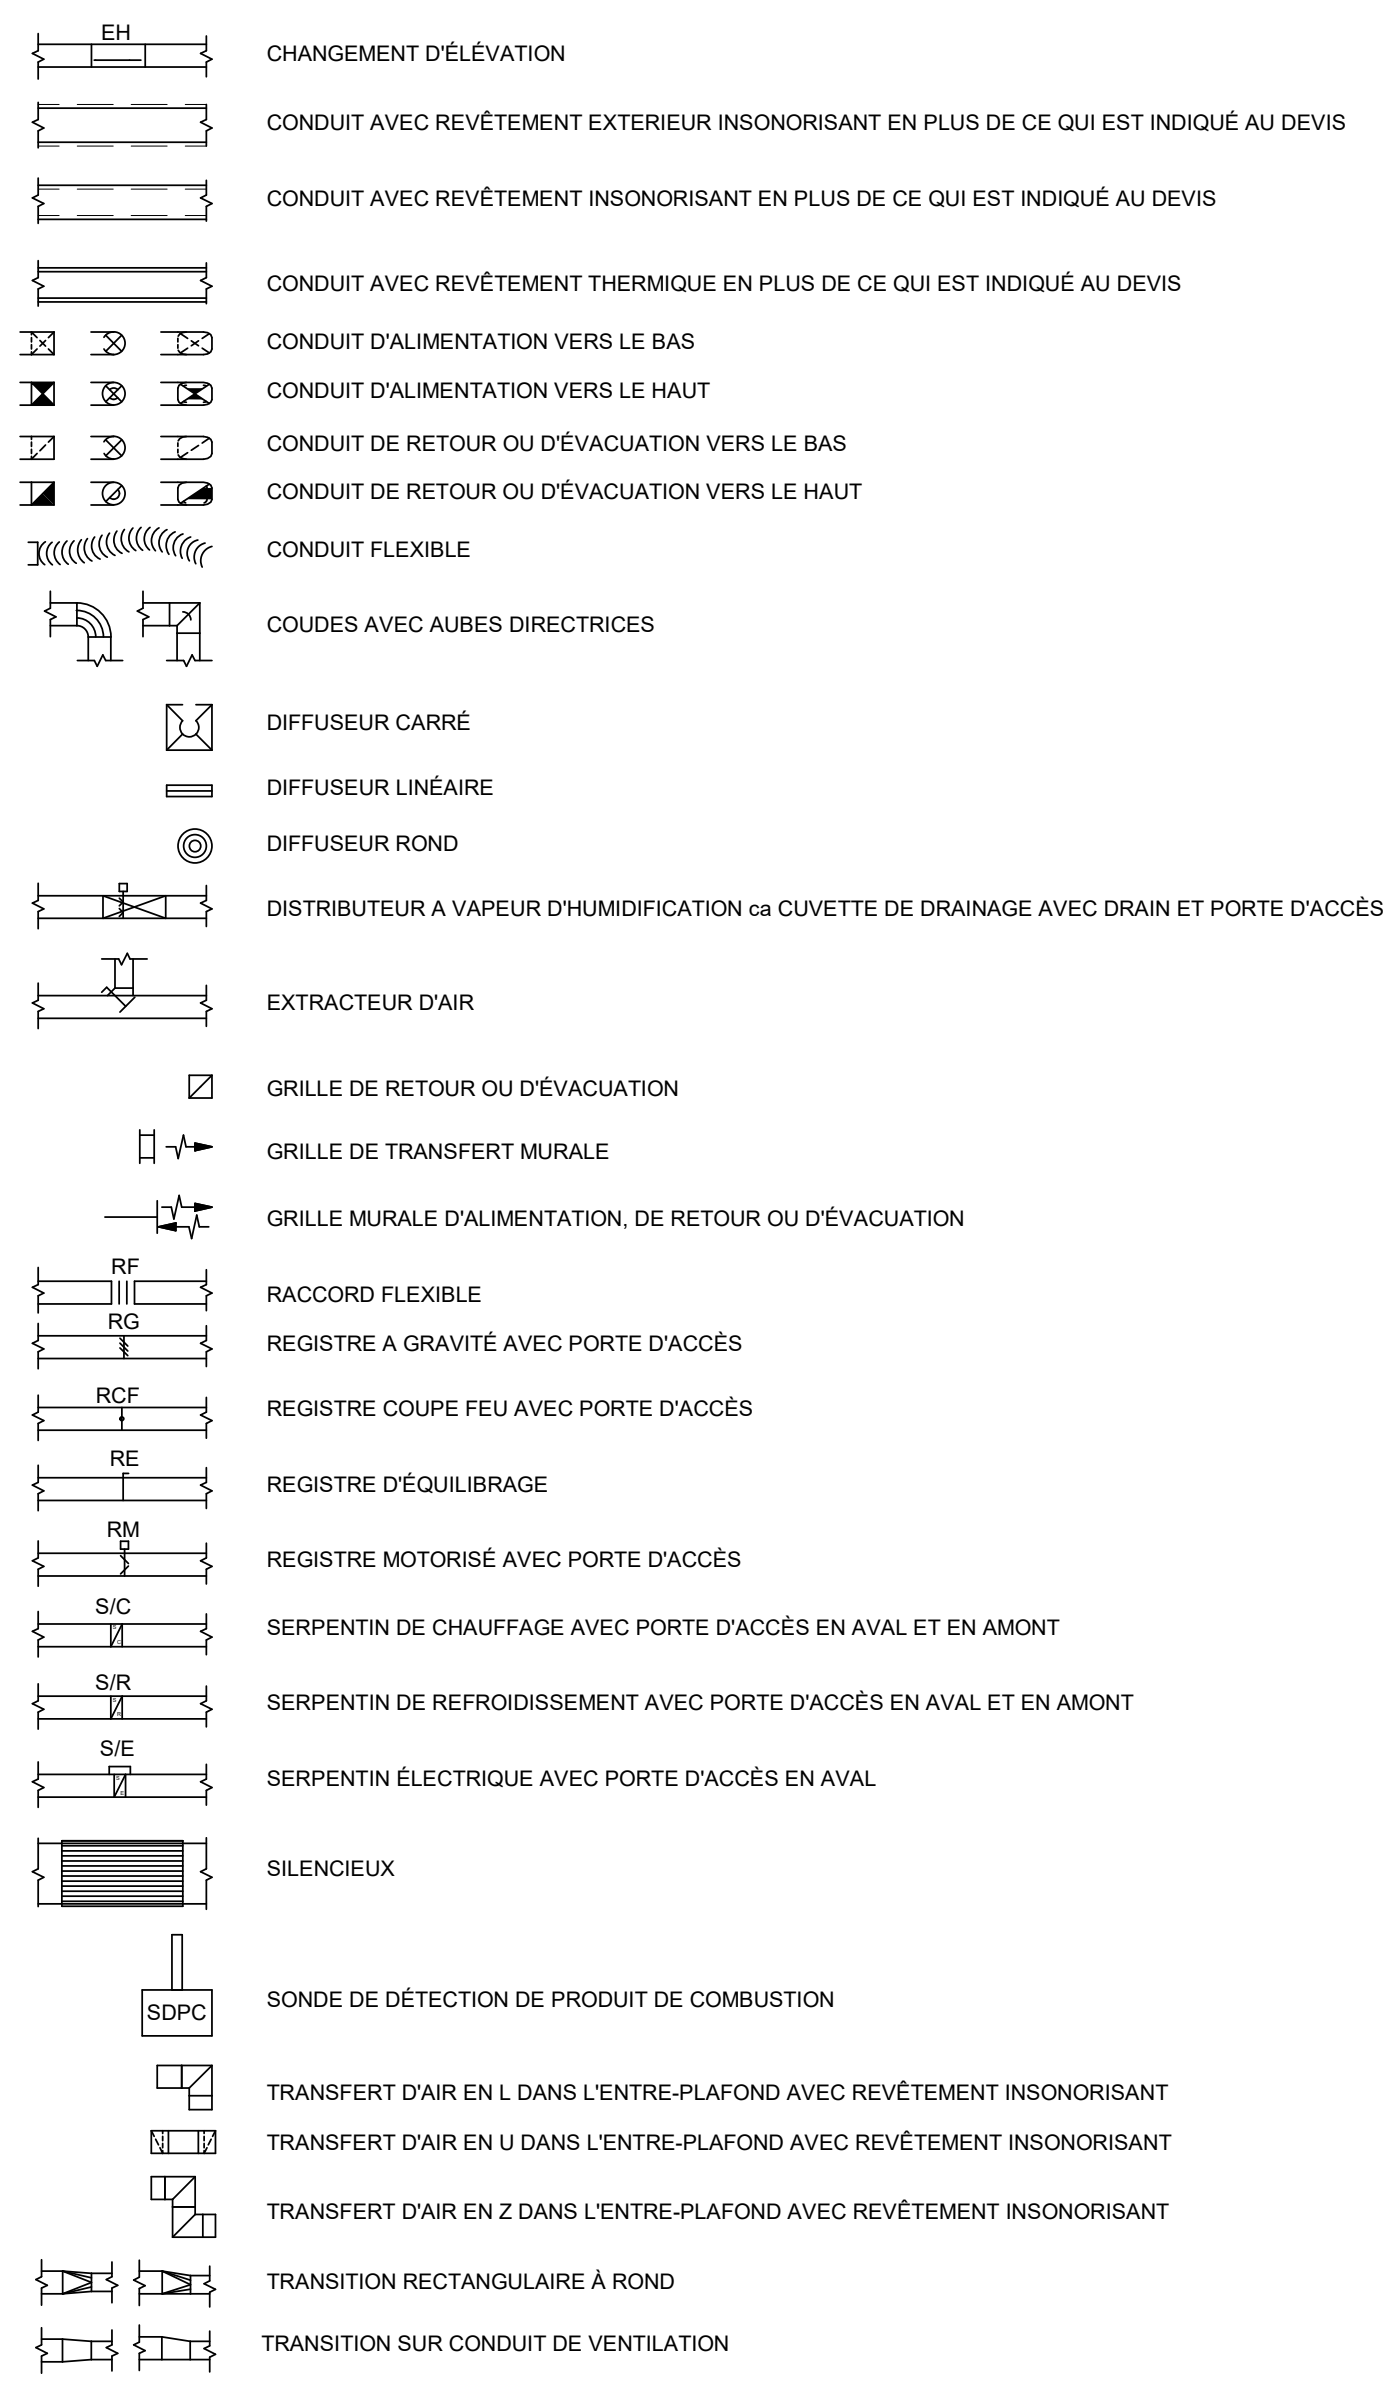 EH
CHANGEMENT D'ÉLÉVATION
CONDUIT AVEC REVÊTEMENT EXTERIEUR INSONORISANT EN PLUS DE CE QUI EST INDIQUÉ AU DEVIS
CONDUIT AVEC REVÊTEMENT INSONORISANT EN PLUS DE CE QUI EST INDIQUÉ AU DEVIS
CONDUIT AVEC REVÊTEMENT THERMIQUE EN PLUS DE CE QUI EST INDIQUÉ AU DEVIS
CONDUIT D'ALIMENTATION VERS LE BAS
CONDUIT D'ALIMENTATION VERS LE HAUT
CONDUIT DE RETOUR OU D'ÉVACUATION VERS LE BAS
CONDUIT DE RETOUR OU D'ÉVACUATION VERS LE HAUT
CONDUIT FLEXIBLE
COUDES AVEC AUBES DIRECTRICES
DIFFUSEUR CARRÉ
DIFFUSEUR LINÉAIRE
DIFFUSEUR ROND
DISTRIBUTEUR A VAPEUR D'HUMIDIFICATION ca CUVETTE DE DRAINAGE AVEC DRAIN ET PORTE D'ACCÈS
EXTRACTEUR D'AIR
GRILLE DE RETOUR OU D'ÉVACUATION
GRILLE DE TRANSFERT MURALE
GRILLE MURALE D'ALIMENTATION, DE RETOUR OU D'ÉVACUATION
RF
RACCORD FLEXIBLE
RG
REGISTRE A GRAVITÉ AVEC PORTE D'ACCÈS
RCF
REGISTRE COUPE FEU AVEC PORTE D'ACCÈS
RE
REGISTRE D'ÉQUILIBRAGE
RM
REGISTRE MOTORISÉ AVEC PORTE D'ACCÈS
S/C
S
C
SERPENTIN DE CHAUFFAGE AVEC PORTE D'ACCÈS EN AVAL ET EN AMONT
S/R
S
R
SERPENTIN DE REFROIDISSEMENT AVEC PORTE D'ACCÈS EN AVAL ET EN AMONT
S/E
S
E
SERPENTIN ÉLECTRIQUE AVEC PORTE D'ACCÈS EN AVAL
SILENCIEUX
SDPC
SONDE DE DÉTECTION DE PRODUIT DE COMBUSTION
TRANSFERT D'AIR EN L DANS L'ENTRE-PLAFOND AVEC REVÊTEMENT INSONORISANT
TRANSFERT D'AIR EN U DANS L'ENTRE-PLAFOND AVEC REVÊTEMENT INSONORISANT
TRANSFERT D'AIR EN Z DANS L'ENTRE-PLAFOND AVEC REVÊTEMENT INSONORISANT
TRANSITION RECTANGULAIRE À ROND
TRANSITION SUR CONDUIT DE VENTILATION